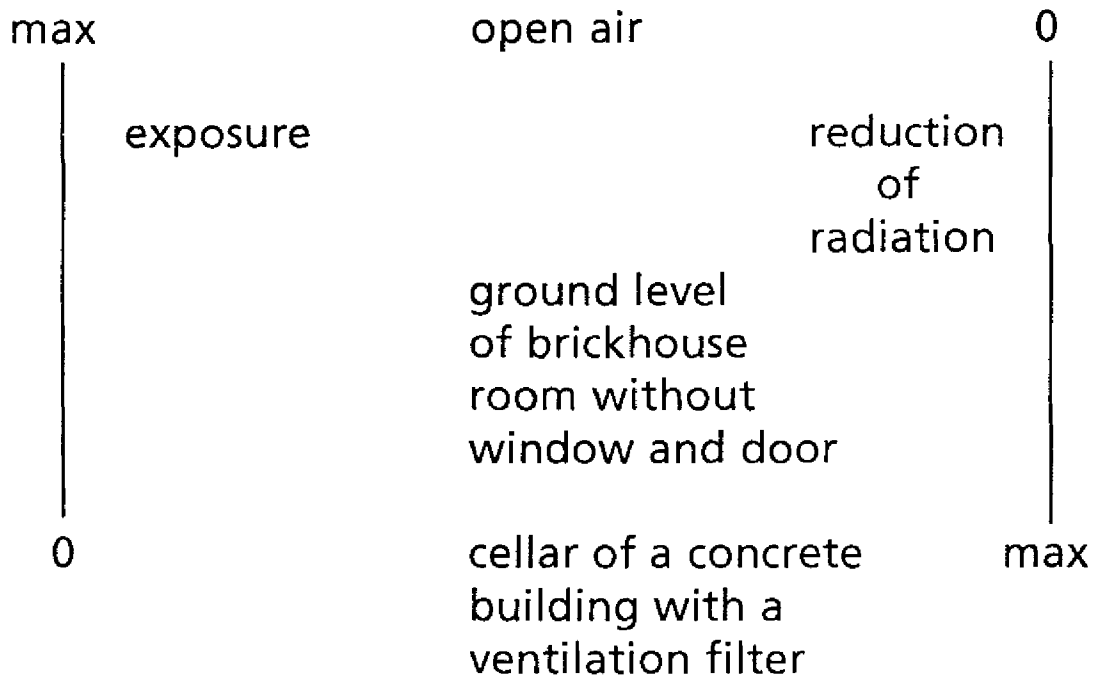 max open air 0
exposure reduction
of
radiation
ground level
of brickhouse
room without
window and door
0 cellar of a concrete max
building with a
ventilation filter